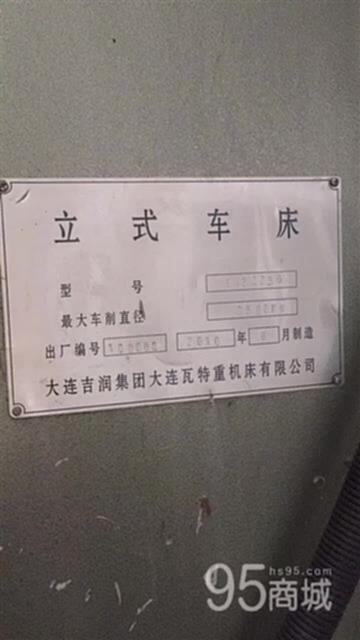 立式车床
型号
最大车削直径
出厂编号 2010 年 月制造
大连吉润集团大连瓦特重机床有限公司
hs95.com
95商城